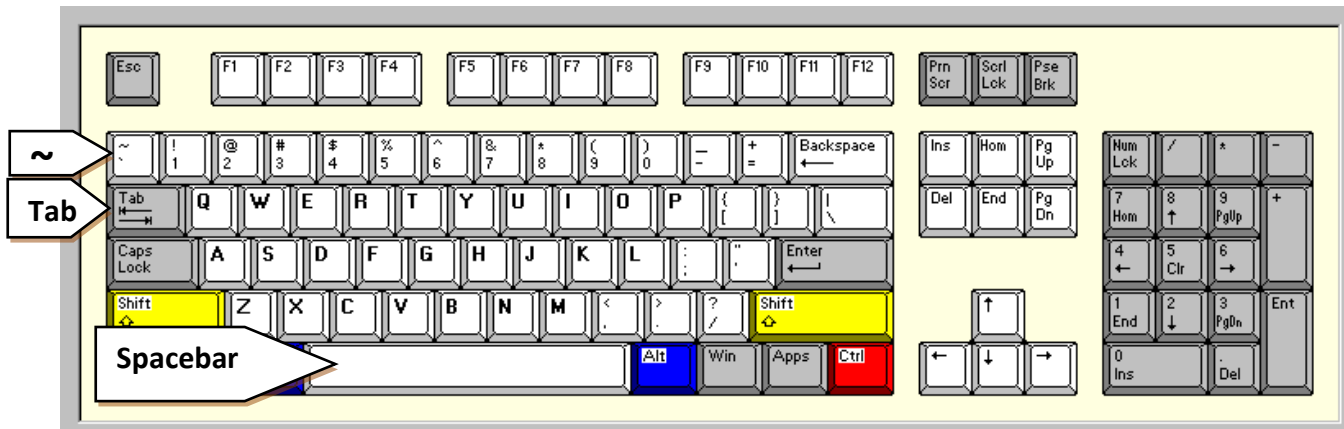 Esc F1 F2 F3 F4 F5 F6 F7 F8 F9 F10 F11 F12 Prn Scr Scrl Lck Pse Brk
~
~ ` ! 1 @ 2 # 3 $ 4 % 5 ^ 6 & 7 * 8 ( 9 ) 0 _ - + = Backspace Ins Home Pg Up Num Lck / * -
Tab
Tab Q W E R T Y U I O P { [ } ] | \ Del End Pg Dn 7 Hom 8 ↑ 9 PgUp +
Caps Lock A S D F G H J K L : ; " ' Enter 4 ← 5 Clr 6 →
Shift Z X C V B N M < , > . ? / Shift ↑ 1 End 2 ↓ 3 PgDn Ent
Spacebar
Alt Win Apps Ctrl ← ↓ → 0 Ins . Del